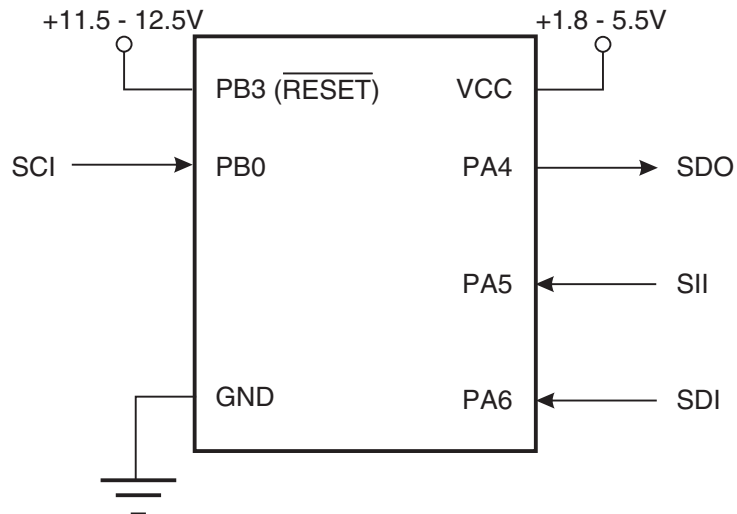 +11.5 - 12.5V
+1.8 - 5.5V
PB3 (RESET)
VCC
SCI
PB0
PA4
SDO
PA5
SII
GND
PA6
SDI